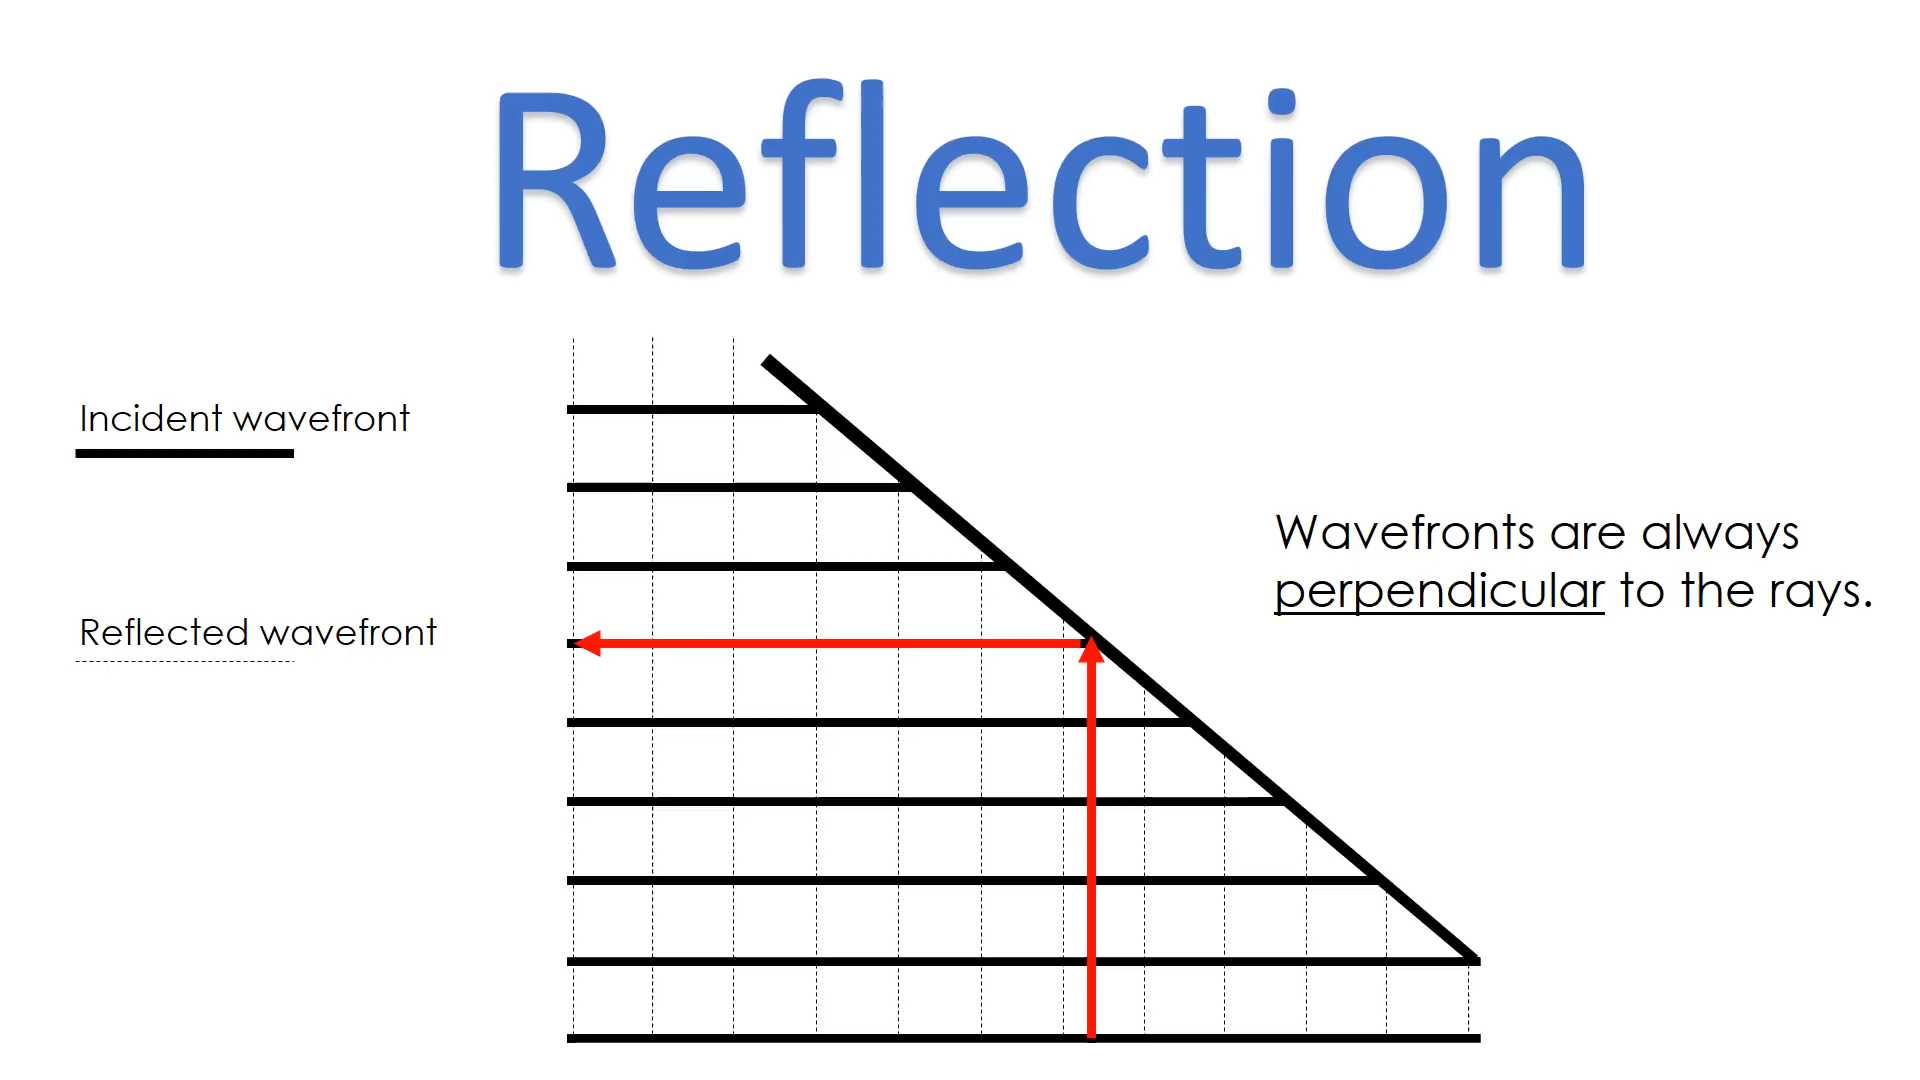 Reflection
Incident wavefront
Reflected wavefront
Wavefronts are always
perpendicular to the rays.